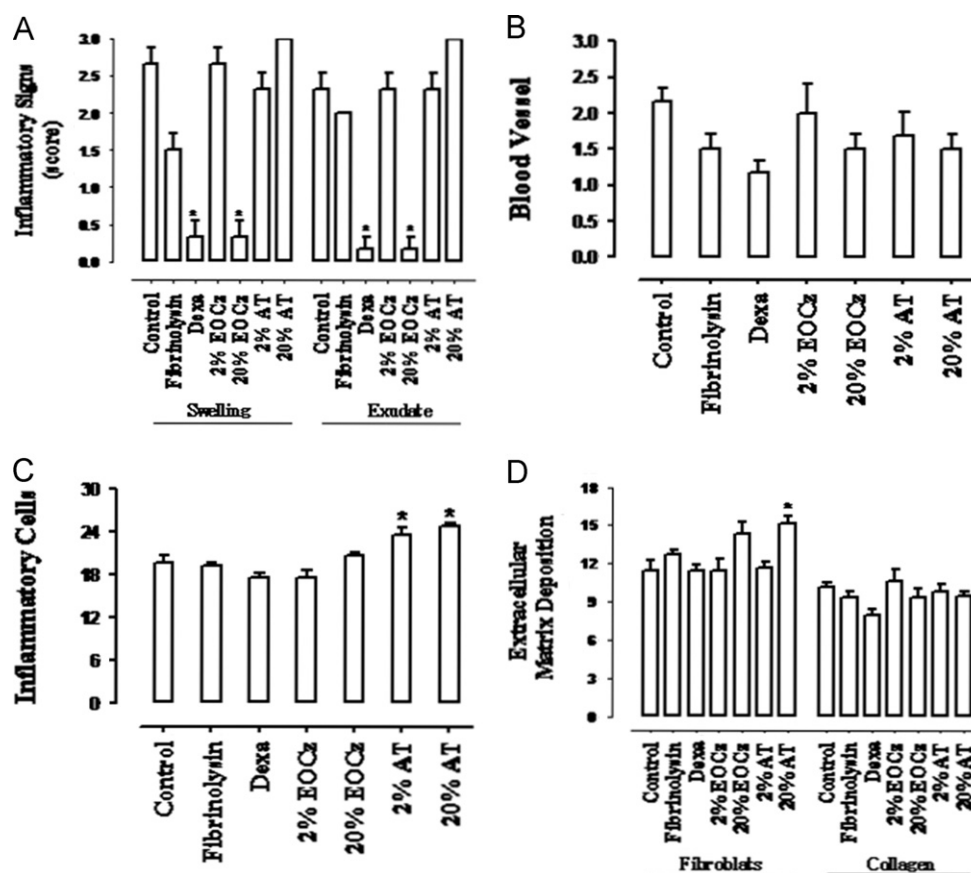 A
Inflammatory Signs
(score)
3.0
2.5
2.0
1.5
1.0
0.5
0.0
*
*
*
*
Control
Fibrinolysin
Dexa
2% EOCz
20% EOCz
2% AT
20% AT
Control
Fibrinolysin
Dexa
2% EOCz
20% EOCz
2% AT
20% AT
Swelling
Exudate
B
Blood Vessel
3.0
2.5
2.0
1.5
1.0
0.5
0.0
Control
Fibrinolysin
Dexa
2% EOCz
20% EOCz
2% AT
20% AT
C
Inflammatory Cells
30
24
18
12
6
0
*
*
Control
Fibrinolysin
Dexa
2% EOCz
20% EOCz
2% AT
20% AT
D
Extracellular
Matrix Deposition
18
15
12
9
6
3
0
*
Control
Fibrinolysin
Dexa
2% EOCz
20% EOCz
2% AT
20% AT
Control
Fibrinolysin
Dexa
2% EOCz
20% EOCz
2% AT
20% AT
Fibroblats
Collagen